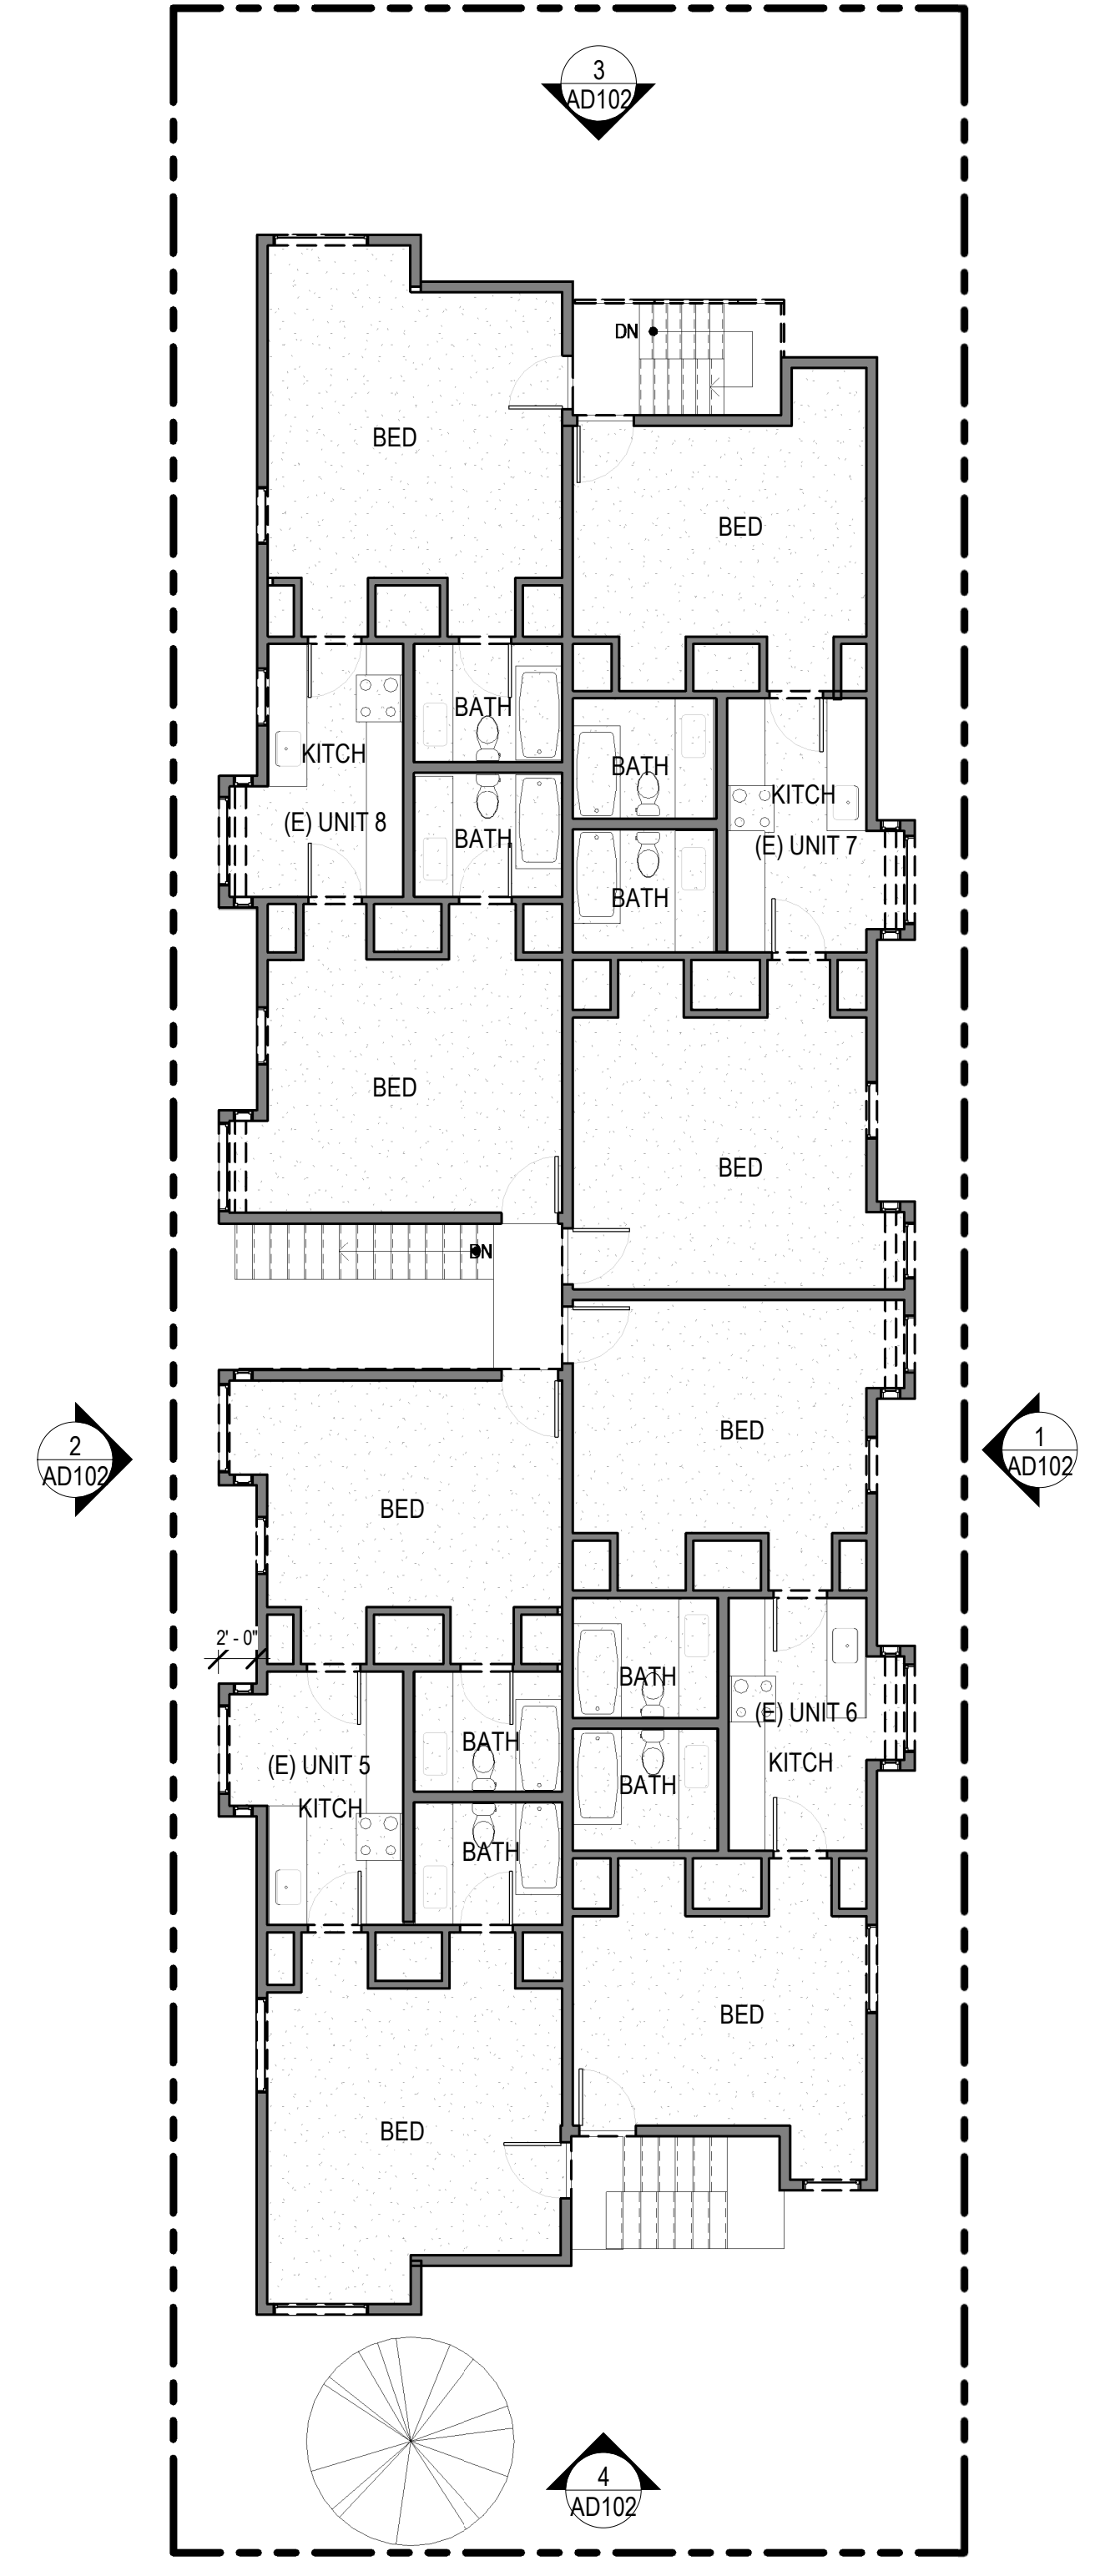 3
AD102
DN
BED
BED
BATH
KITCH
BATH
KITCH
(E) UNIT 8
BATH
(E) UNIT 7
BATH
BED
BED
DN
BED
2
AD102
1
AD102
BED
2' - 0"
BATH
(E) UNIT 6
BATH
(E) UNIT 5
KITCH
BATH
KITCH
BATH
BED
BED
4
AD102